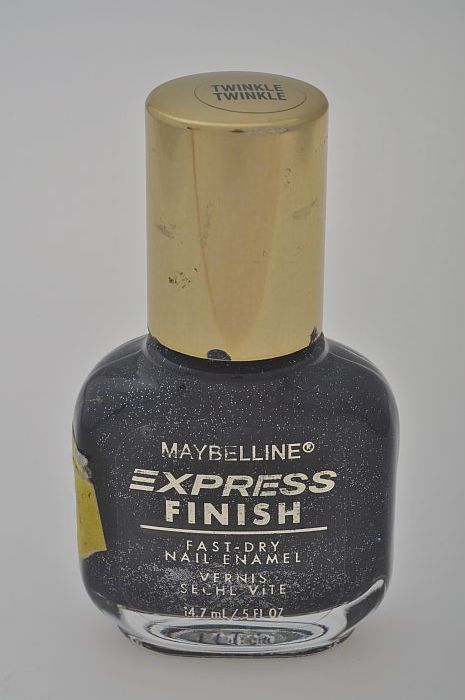 TWINKLE
TWINKLE
MAYBELLINE®
EXPRESS
FINISH
FAST-DRY
NAIL ENAMEL
VERNIS
SECHE VITE
14.7 mL / 5 FL OZ